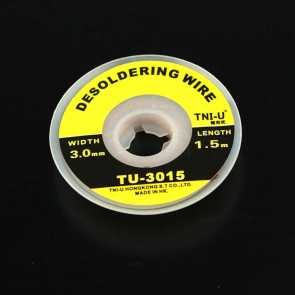 DESOLDERING WIRE
TNI-U
WIDTH
3.0mm
LENGTH
1.5m
TU-3015
TNI-U HONGKONG S.T CO.,LTD.
MADE IN HK.